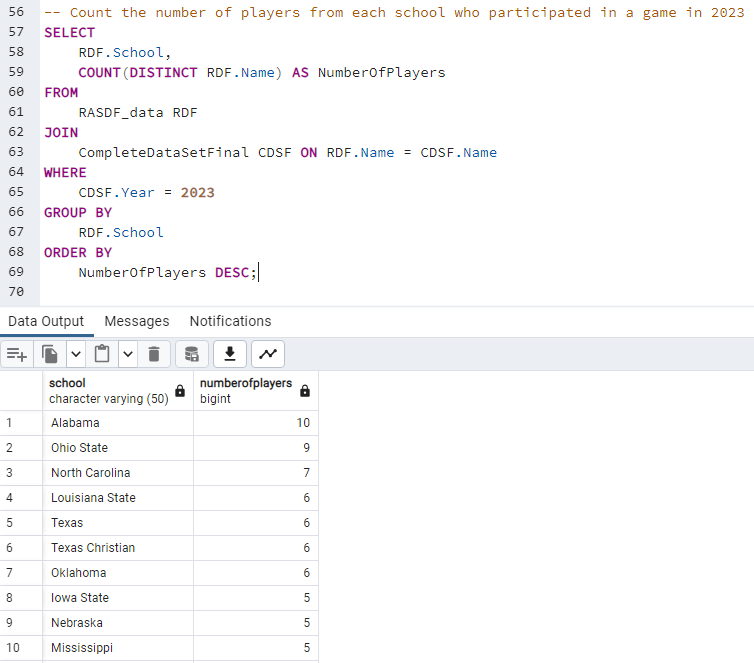 56 -- Count the number of players from each school who participated in a game in 2023
57 SELECT
58 RDF.School,
59 COUNT(DISTINCT RDF.Name) AS NumberOfPlayers
60 FROM
61 RASDF_data RDF
62 JOIN
63 CompleteDataSetFinal CDSF ON RDF.Name = CDSF.Name
64 WHERE
65 CDSF.Year = 2023
66 GROUP BY
67 RDF.School
68 ORDER BY
69 NumberOfPlayers DESC;
70
Data Output Messages Notifications
school numberofplayers
character varying (50) bigint
1 Alabama 10
2 Ohio State 9
3 North Carolina 7
4 Louisiana State 6
5 Texas 6
6 Texas Christian 6
7 Oklahoma 6
8 Iowa State 5
9 Nebraska 5
10 Mississippi 5